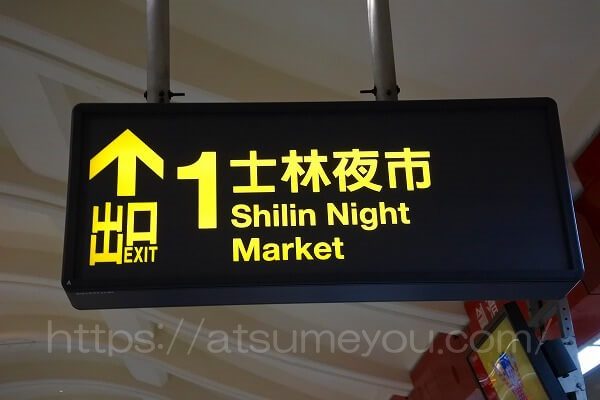 出口
EXIT
1
士林夜市
Shilin Night
Market
https://atsumeyou.com/